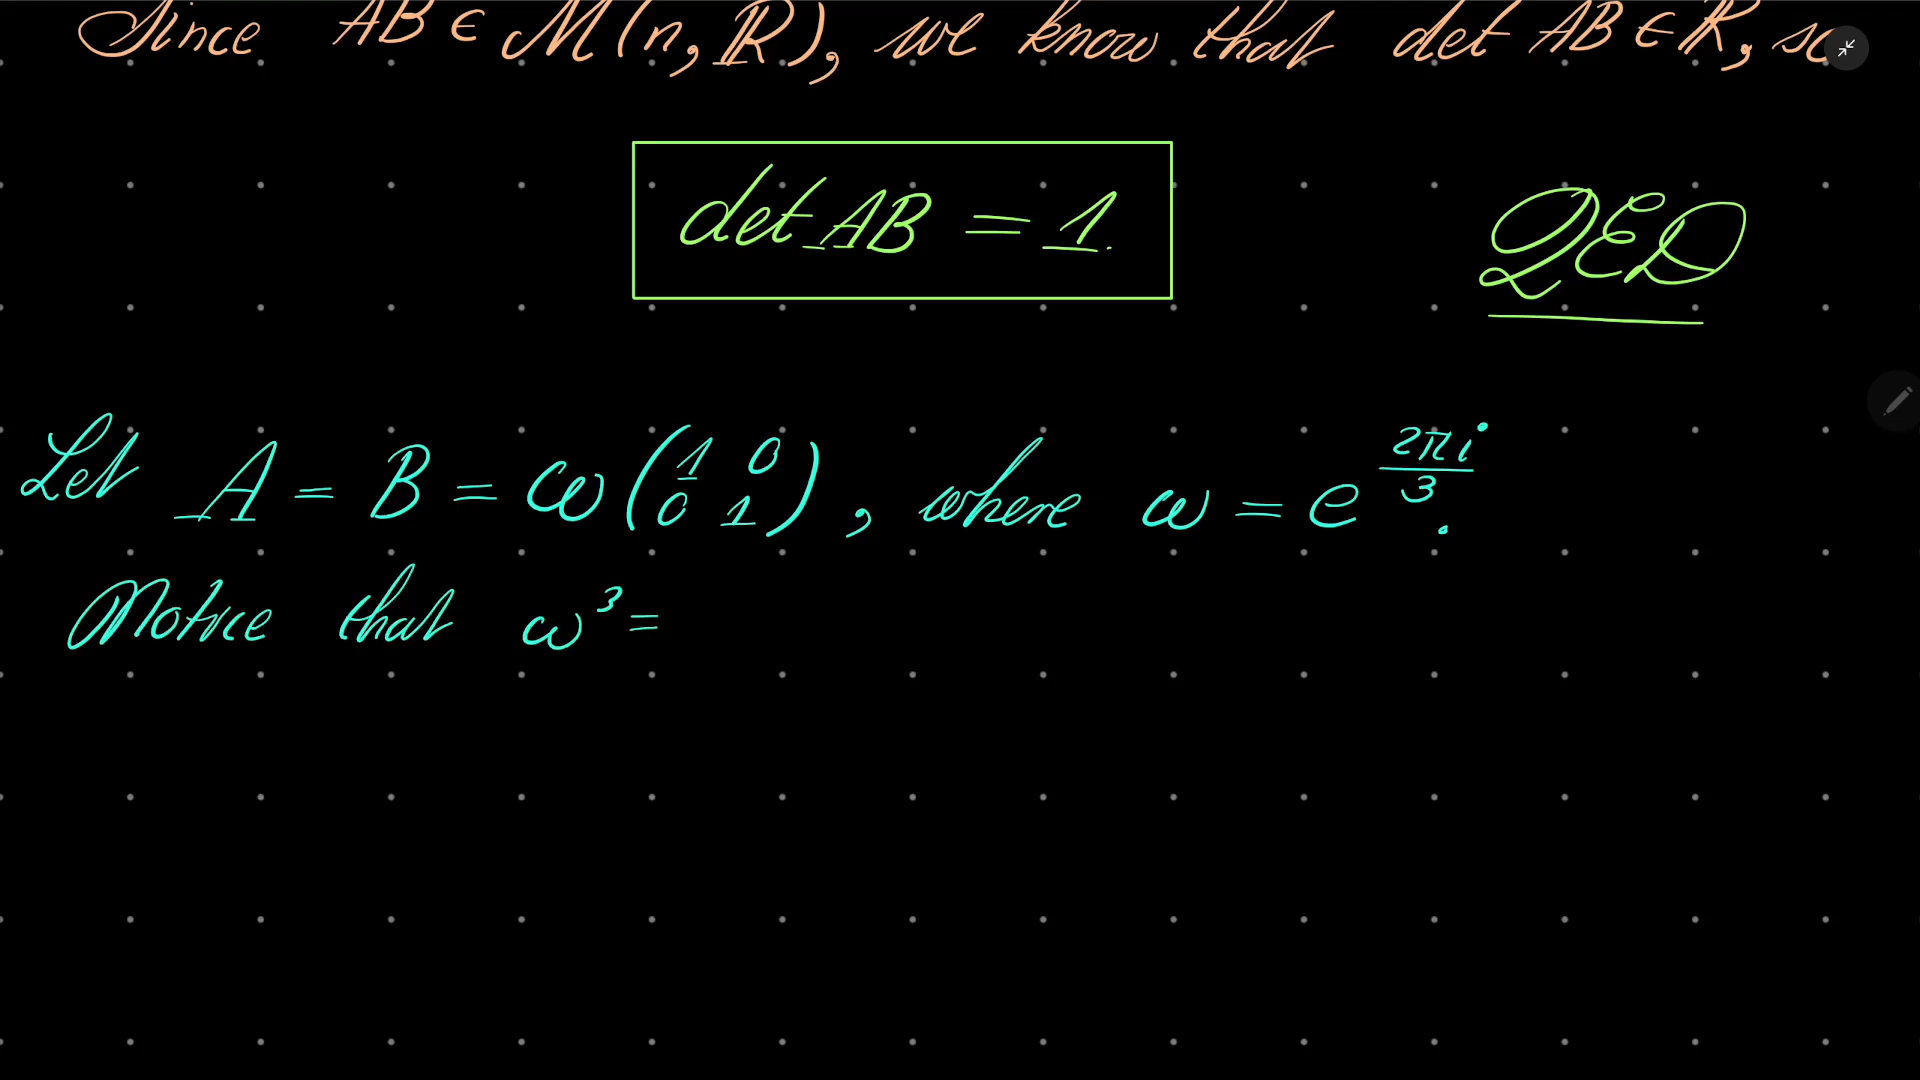 Since AB ∈ M(n, ℝ), we know that det AB ∈ ℝ, so
det AB = 1.
QED
Let A = B = ω(1 0 0 1), where ω = e^(2πi/3).
Notice that ω³ =